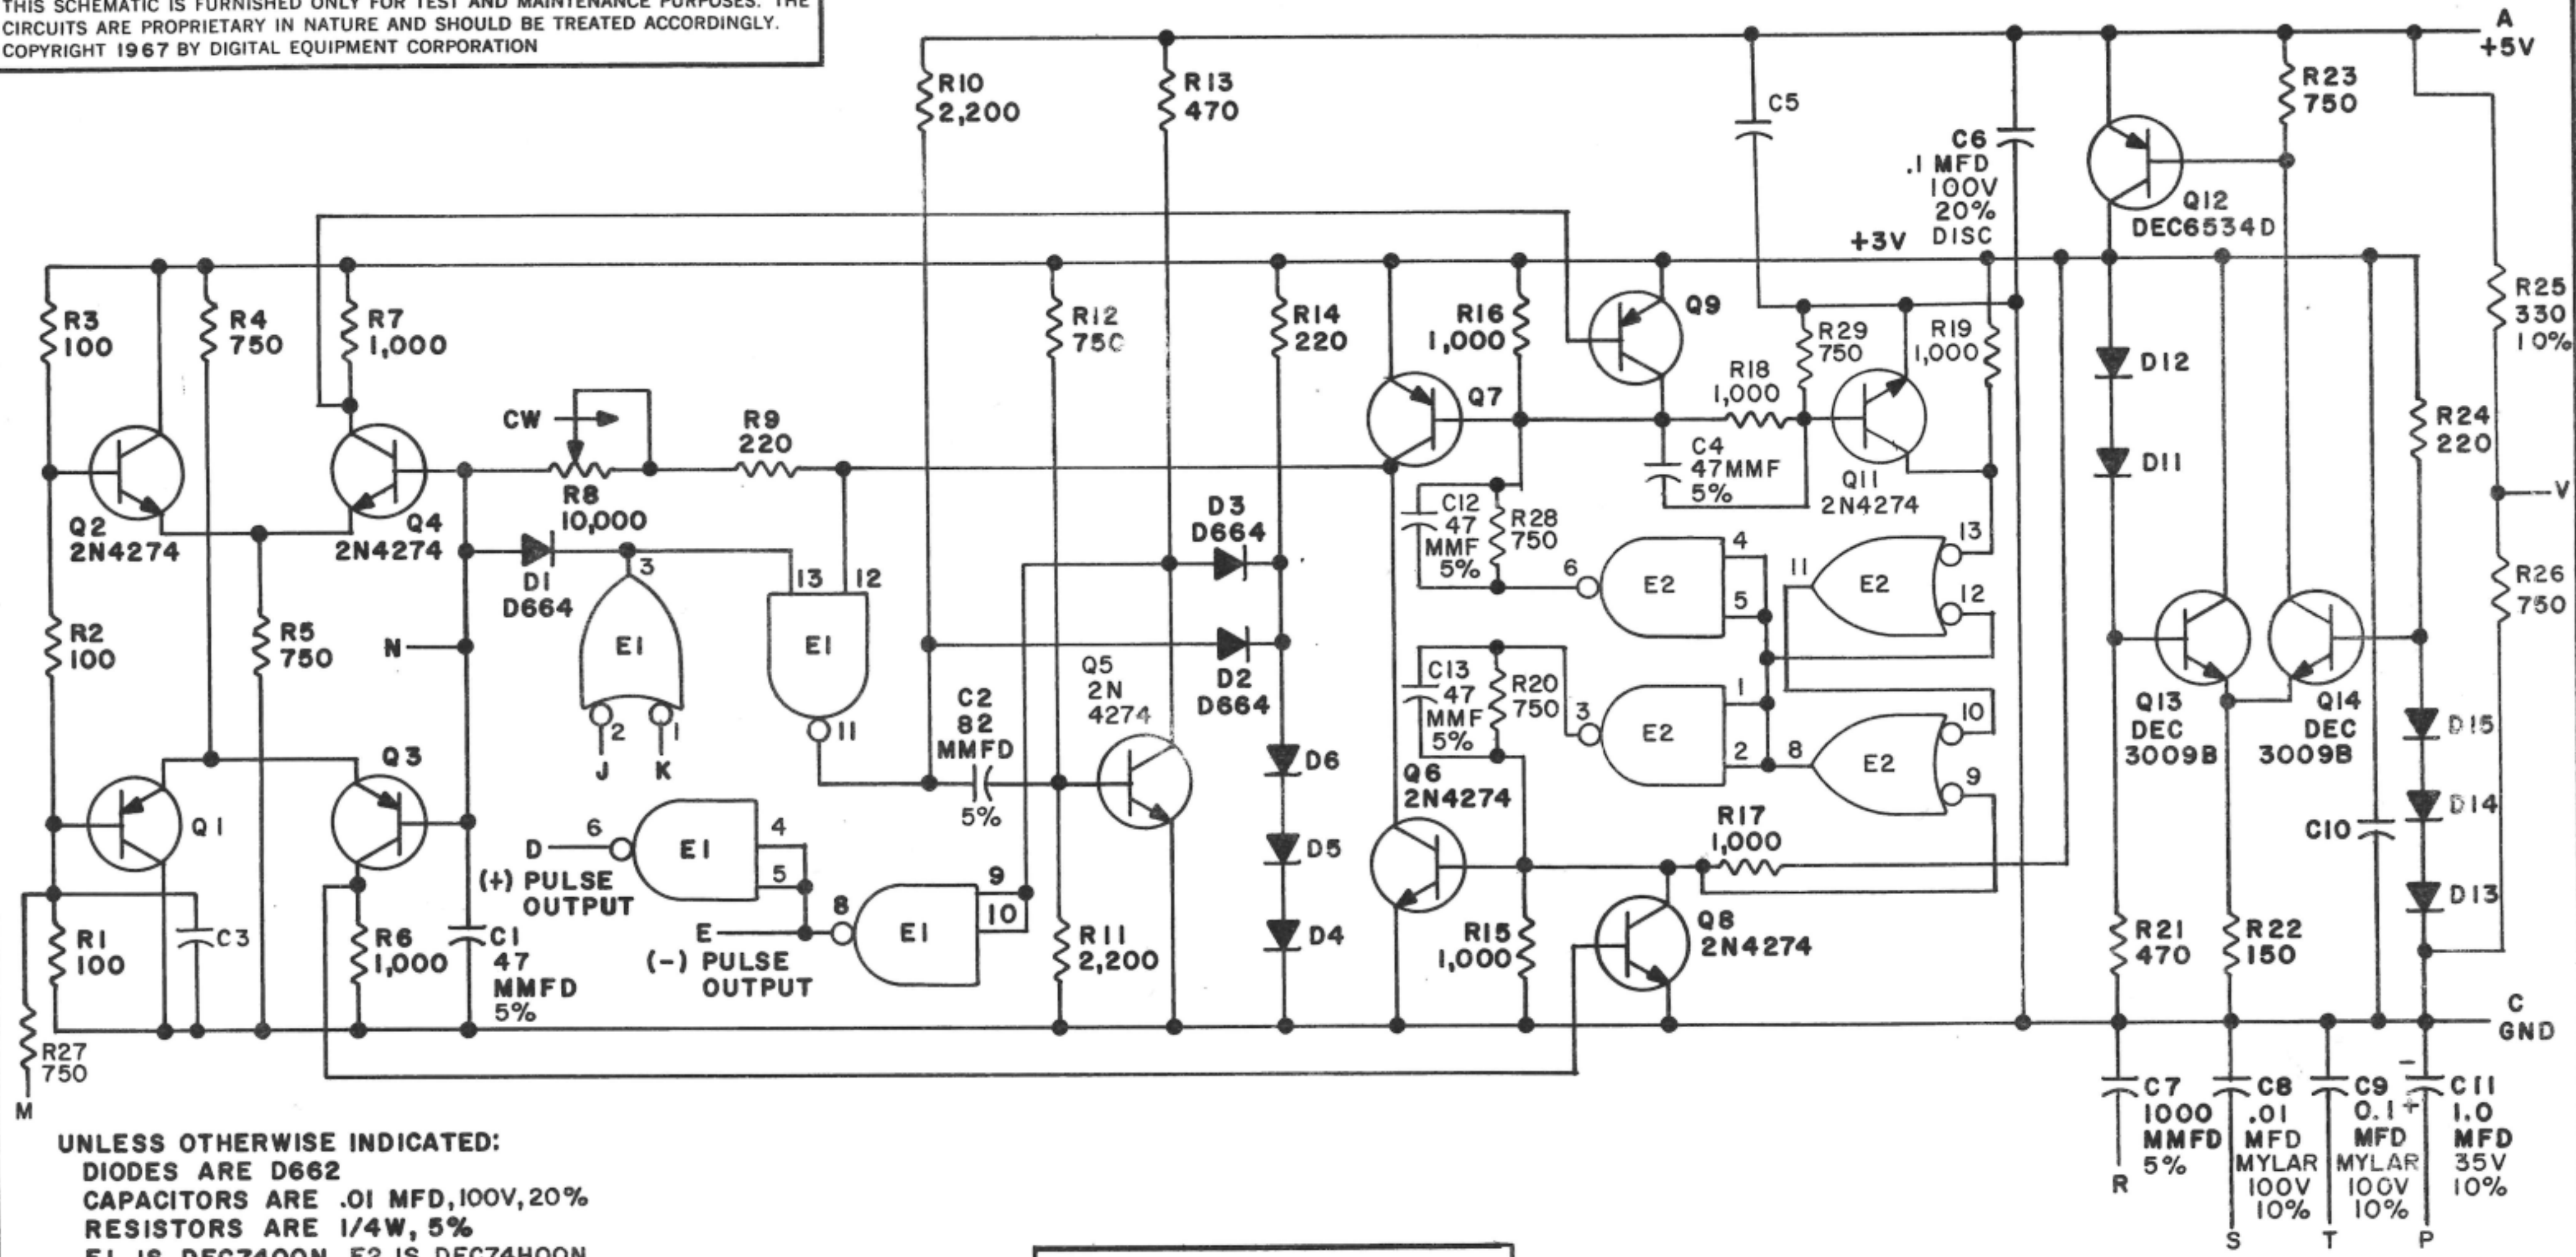 THIS SCHEMATIC IS FURNISHED ONLY FOR TEST AND MAINTENANCE PURPOSES. THE
CIRCUITS ARE PROPRIETARY IN NATURE AND SHOULD BE TREATED ACCORDINGLY.
COPYRIGHT 1967 BY DIGITAL EQUIPMENT CORPORATION
A
+5V
R10
2,200
R13
470
C5
C6
.1 MFD
100V
20%
DISC
R23
750
Q12
DEC6534D
+3V
R3
100
R4
750
R7
1,000
R12
750
R14
220
R16
1,000
Q9
R29
750
R19
1,000
D12
R25
330
10%
CW
R9
220
R8
10,000
Q7
R18
1,000
C4
47MMF
5%
Q11
2N4274
D11
R24
220
V
Q2
2N4274
Q4
2N4274
D1
D664
3
13
12
D3
D664
C12
47
MMF
5%
R28
750
6
E2
4
5
11
E2
13
12
R26
750
R2
100
R5
750
N
E1
2
1
J
K
E1
11
Q5
2N
4274
D2
D664
C2
82
MMFD
5%
C13
47
MMF
5%
R20
750
3
E2
1
2
8
E2
10
9
Q13
DEC
3009B
Q14
DEC
3009B
D15
D14
D13
Q1
Q3
D6
D5
D4
Q6
2N4274
R17
1,000
C10
D
6
E1
4
5
(+) PULSE
OUTPUT
E
8
E1
9
10
(-) PULSE
OUTPUT
R1
100
C3
R6
1,000
C1
47
MMFD
5%
R11
2,200
R15
1,000
Q8
2N4274
R21
470
R22
150
C
GND
R27
750
M
C7
1000
MMFD
5%
R
C8
.01
MFD
MYLAR
100V
10%
S
C9
0.1
MFD
MYLAR
100V
10%
T
-
+
C11
1.0
MFD
35V
10%
P
UNLESS OTHERWISE INDICATED:
DIODES ARE D662
CAPACITORS ARE .01 MFD,100V,20%
RESISTORS ARE 1/4W, 5%
E1 IS DEC7400N, E2 IS DEC74H00N